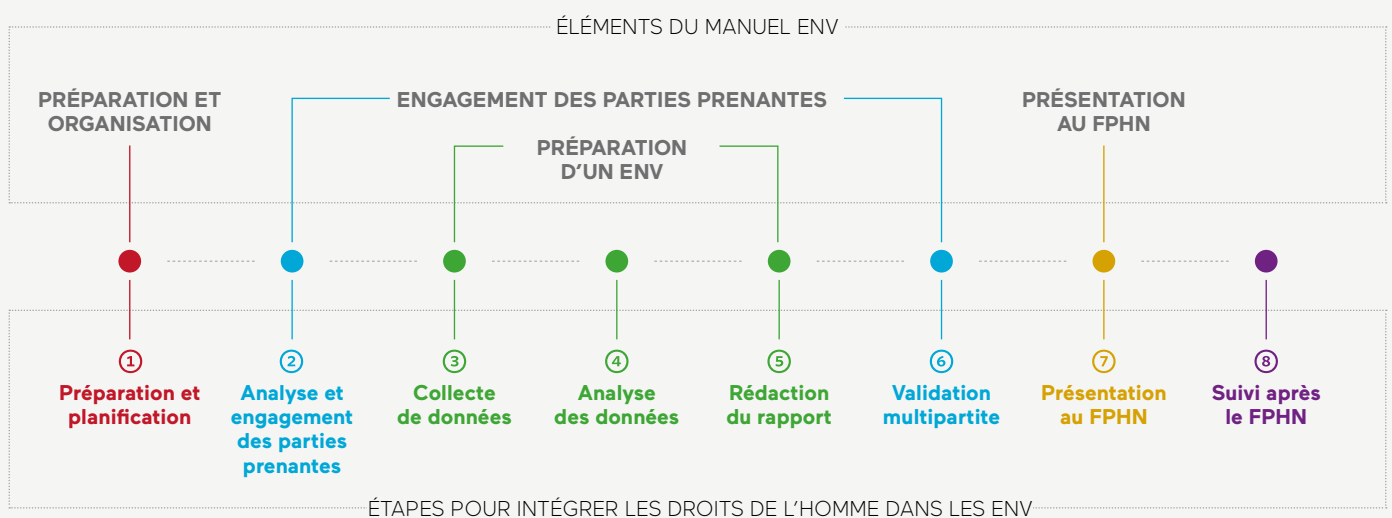 ÉLÉMENTS DU MANUEL ENV
PRÉPARATION ET
ORGANISATION
ENGAGEMENT DES PARTIES PRENANTES
PRÉPARATION
D'UN ENV
PRÉSENTATION
AU FPHN
1
Préparation et
planification
2
Analyse et
engagement
des parties
prenantes
3
Collecte
de données
4
Analyse
des données
5
Rédaction
du rapport
6
Validation
multipartite
7
Présentation
au FPHN
8
Suivi après
le FPHN
ÉTAPES POUR INTÉGRER LES DROITS DE L'HOMME DANS LES ENV